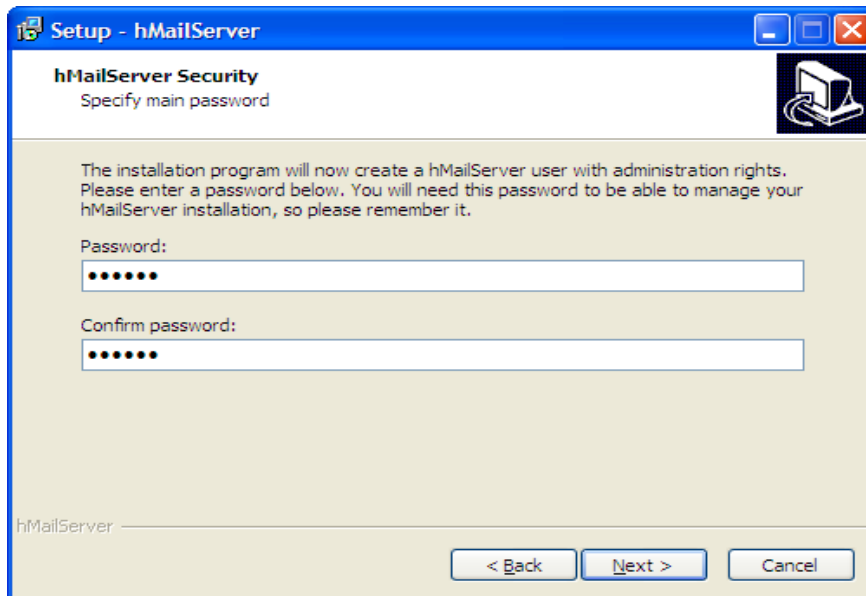 Setup - hMailServer
hMailServer Security
Specify main password
The installation program will now create a hMailServer user with administration rights.
Please enter a password below. You will need this password to be able to manage your
hMailServer installation, so please remember it.
Password:
••••••
Confirm password:
••••••
hMailServer
< Back Next > Cancel